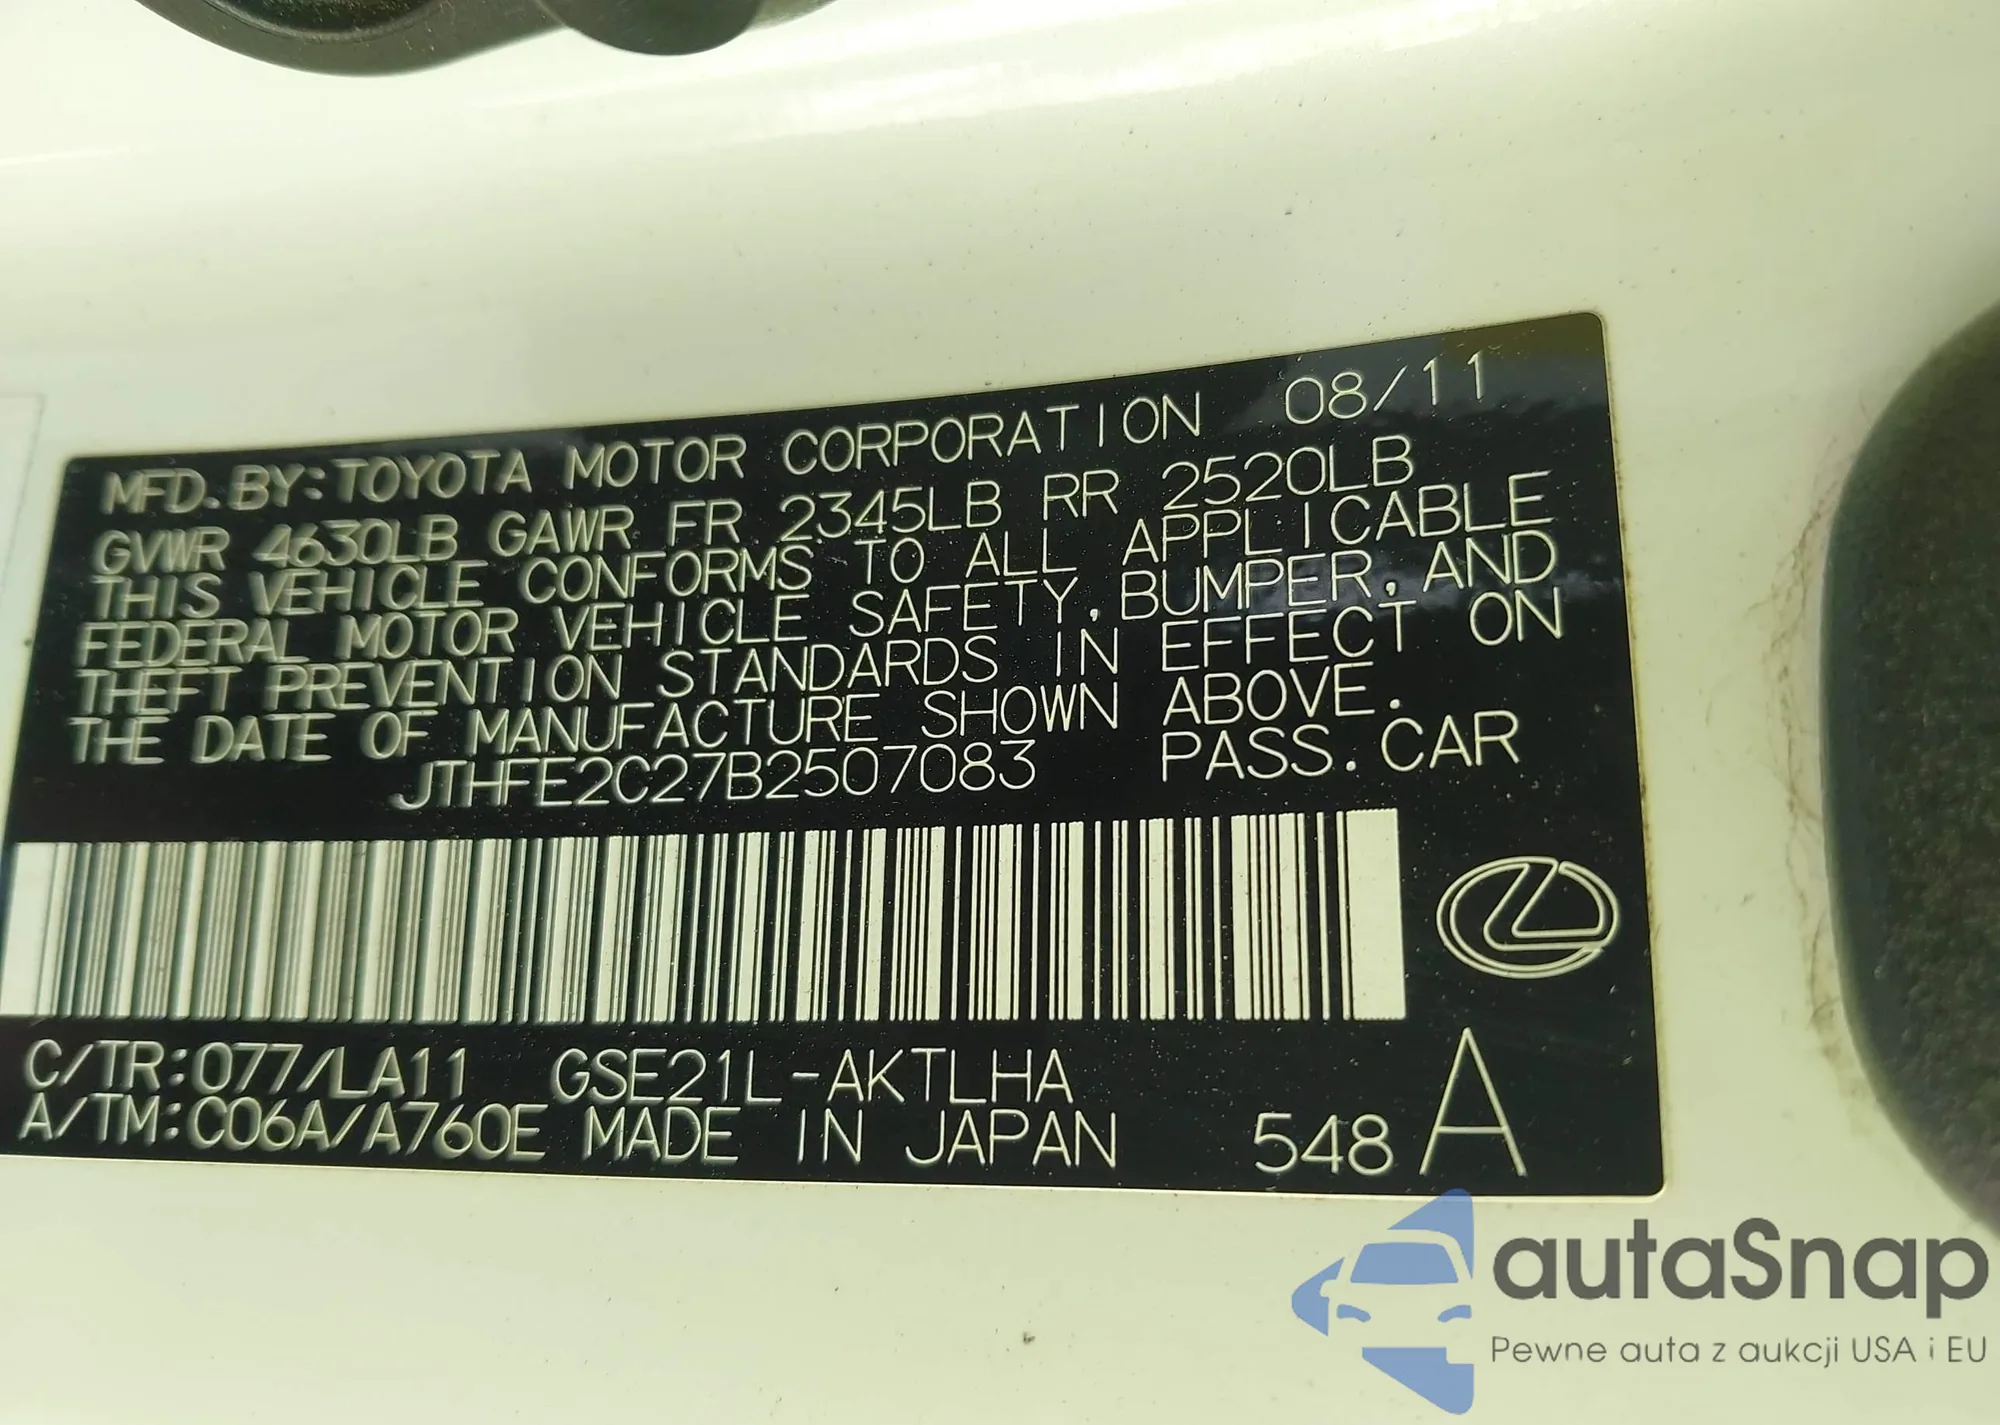 MFD. BY: TOYOTA MOTOR CORPORATION 08/11
GVWR 4630LB GAWR FR 2345LB RR 2520LB
THIS VEHICLE CONFORMS TO ALL APPLICABLE
FEDERAL MOTOR VEHICLE SAFETY, BUMPER, AND
THEFT PREVENTION STANDARDS IN EFFECT ON
THE DATE OF MANUFACTURE SHOWN ABOVE.
JTHFE2C27B2507083 PASS. CAR
C/TR:077/LA11 GSE21L-AKTLHA
A/TM:C06A/A760E MADE IN JAPAN 548 A
autaSnap
Pewne auta z aukcji USA i EU